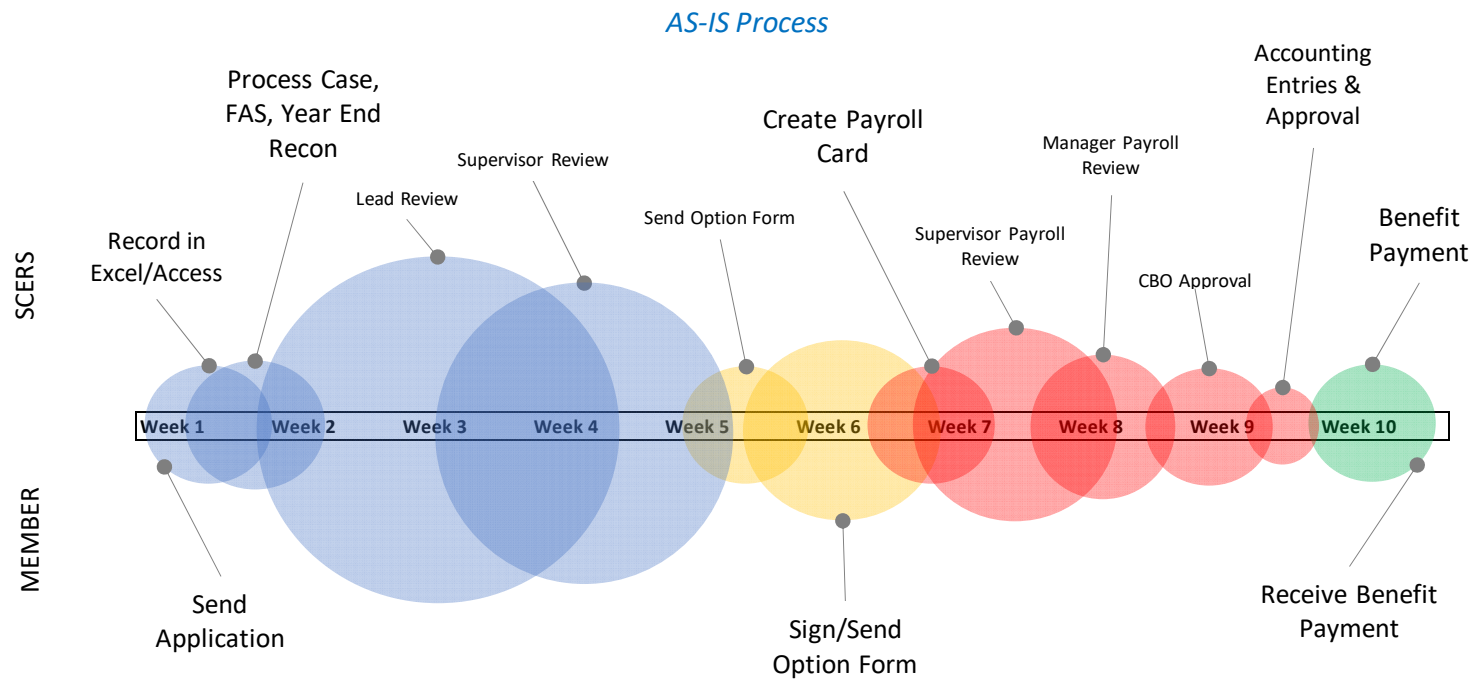 AS-IS Process
Process Case,
FAS, Year End
Recon
Accounting
Entries &
Approval
Create Payroll
Card
Supervisor Review
Manager Payroll
Review
Lead Review
Send Option Form
Benefit
Payment
Record in
Excel/Access
Supervisor Payroll
Review
CBO Approval
SCERS
Week 1
Week 2
Week 3
Week 4
Week 5
Week 6
Week 7
Week 8
Week 9
Week 10
MEMBER
Send
Application
Sign/Send
Option Form
Receive Benefit
Payment